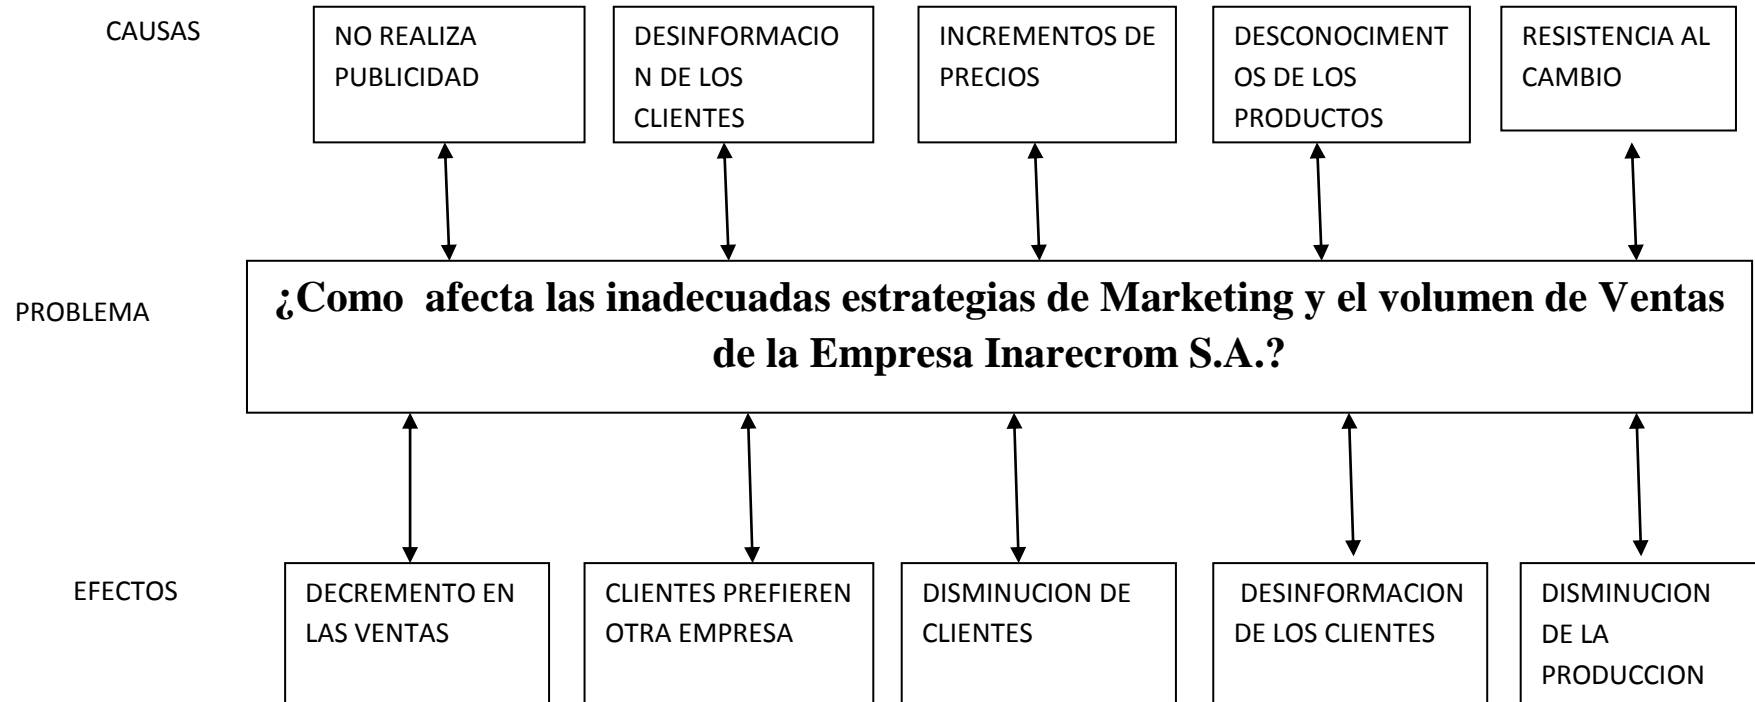 CAUSAS
NO REALIZA
PUBLICIDAD
DESINFORMACIO
N DE LOS
CLIENTES
INCREMENTOS DE
PRECIOS
DESCONOCIMENT
OS DE LOS
PRODUCTOS
RESISTENCIA AL
CAMBIO
PROBLEMA
¿Como  afecta las inadecuadas estrategias de Marketing y el volumen de Ventas
de la Empresa Inarecrom S.A.?
EFECTOS
DECREMENTO EN
LAS VENTAS
CLIENTES PREFIEREN
OTRA EMPRESA
DISMINUCION DE
CLIENTES
DESINFORMACION
DE LOS CLIENTES
DISMINUCION
DE LA
PRODUCCION